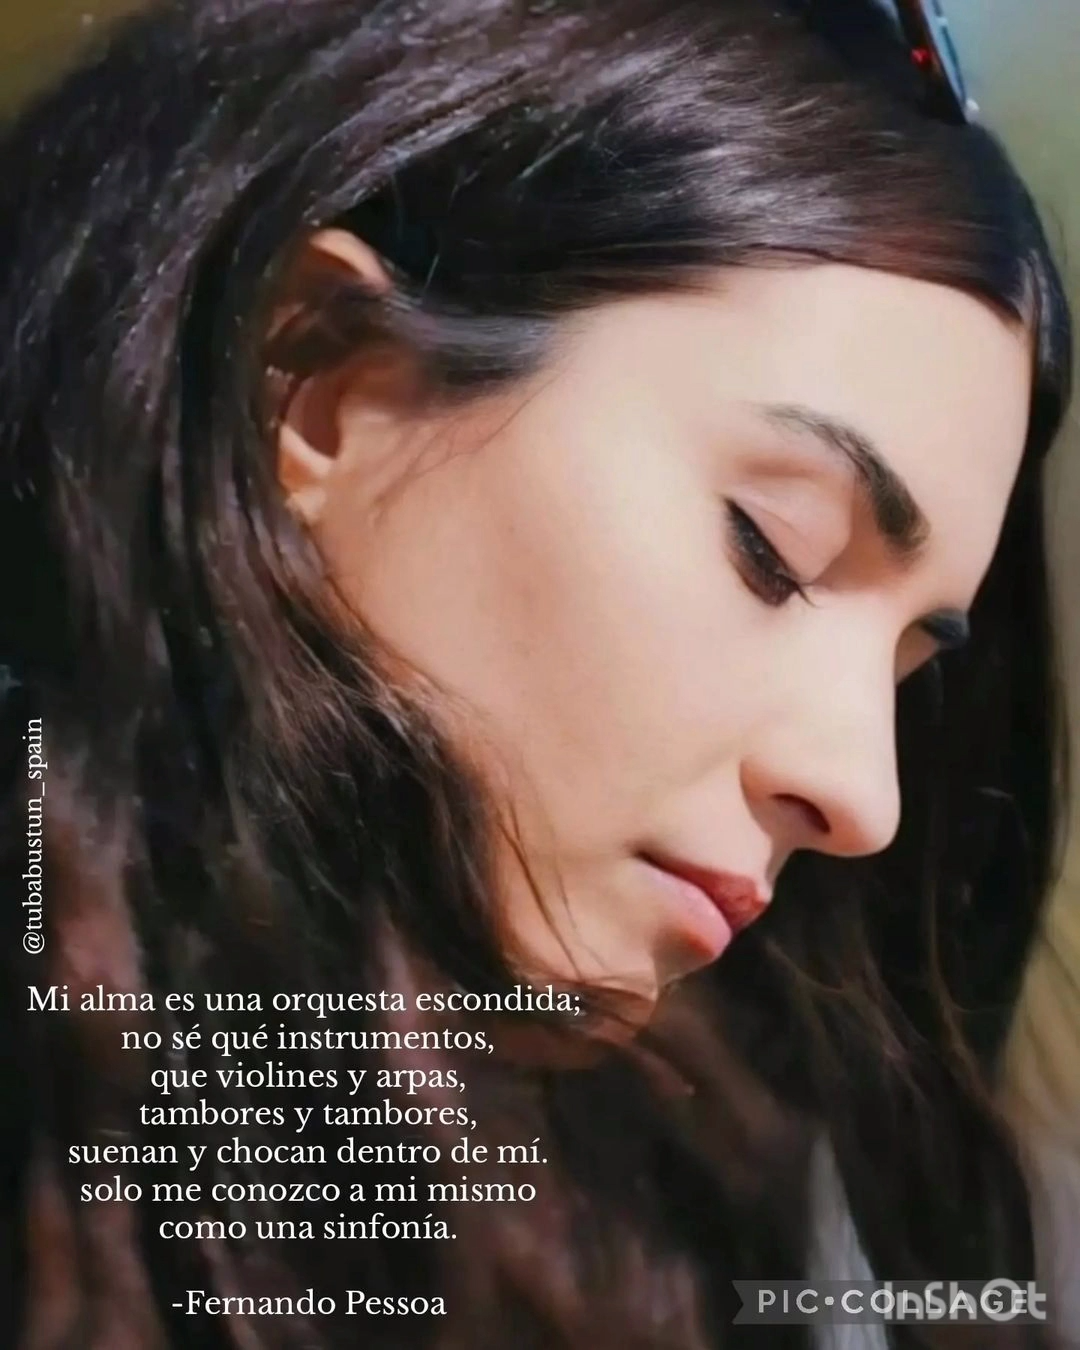 @tubabustun_spain
Mi alma es una orquesta escondida;
no sé qué instrumentos,
que violines y arpas,
tambores y tambores,
suenan y chocan dentro de mí.
solo me conozco a mi mismo
como una sinfonía.
-Fernando Pessoa
PIC•COLLAGE
InShOt